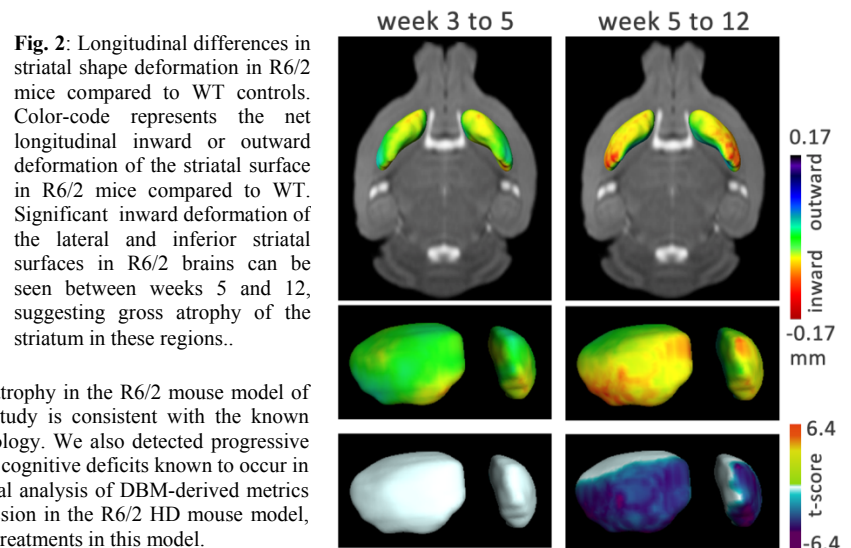 week 3 to 5
week 5 to 12
Fig. 2: Longitudinal differences in
striatal shape deformation in R6/2
mice compared to WT controls.
Color-code represents the net
longitudinal inward or outward
deformation of the striatal surface
in R6/2 mice compared to WT.
Significant inward deformation of
the lateral and inferior striatal
surfaces in R6/2 brains can be
seen between weeks 5 and 12,
suggesting gross atrophy of the
striatum in these regions..
0.17
inward outward
-0.17
mm
6.4
t-score
-6.4
atrophy in the R6/2 mouse model of
study is consistent with the known
ology. We also detected progressive
cognitive deficits known to occur in
al analysis of DBM-derived metrics
sion in the R6/2 HD mouse model,
treatments in this model.